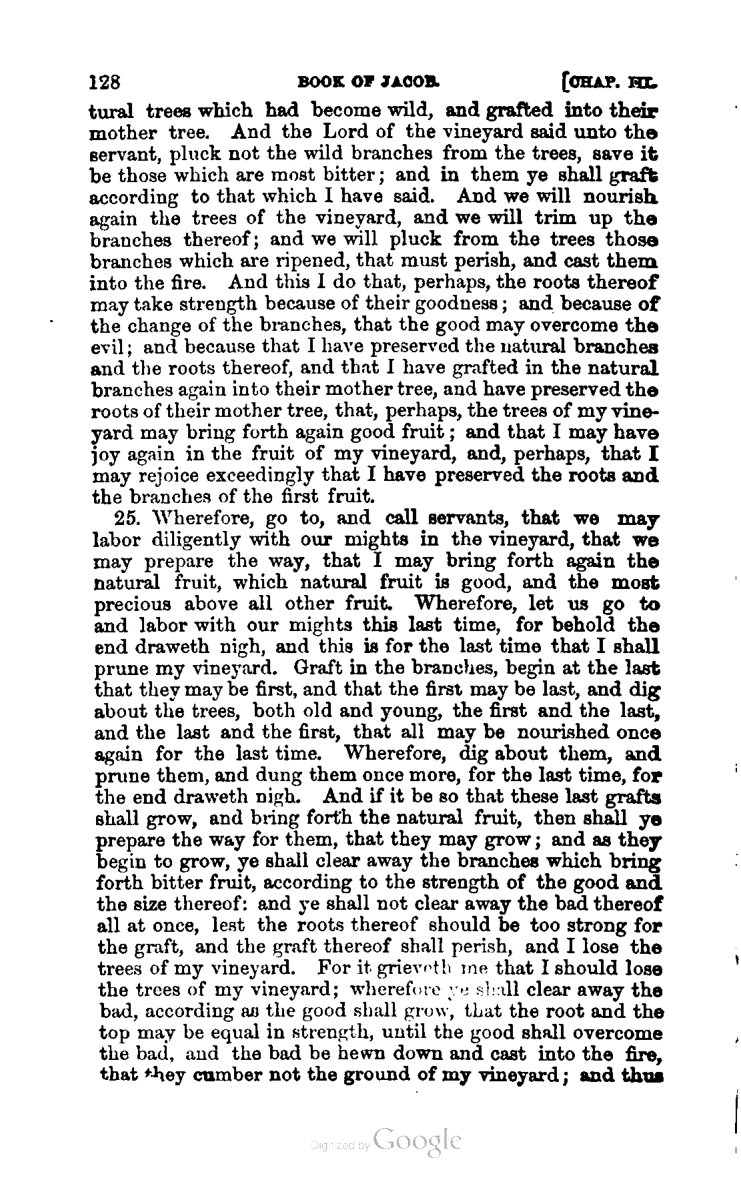 128 BOOK OF JACOB. [CHAP. III.
tural trees which had become wild, and grafted into their
mother tree. And the Lord of the vineyard said unto the
servant, pluck not the wild branches from the trees, save it
be those which are most bitter; and in them ye shall graft
according to that which I have said. And we will nourish
again the trees of the vineyard, and we will trim up the
branches thereof; and we will pluck from the trees those
branches which are ripened, that must perish, and cast them
into the fire. And this I do that, perhaps, the roots thereof
may take strength because of their goodness; and because of
the change of the branches, that the good may overcome the
evil; and because that I have preserved the natural branches
and the roots thereof, and that I have grafted in the natural
branches again into their mother tree, and have preserved the
roots of their mother tree, that, perhaps, the trees of my vine-
yard may bring forth again good fruit; and that I may have
joy again in the fruit of my vineyard, and, perhaps, that I
may rejoice exceedingly that I have preserved the roots and
the branches of the first fruit.
25. Wherefore, go to, and call servants, that we may
labor diligently with our mights in the vineyard, that we
may prepare the way, that I may bring forth again the
natural fruit, which natural fruit is good, and the most
precious above all other fruit. Wherefore, let us go to
and labor with our mights this last time, for behold the
end draweth nigh, and this is for the last time that I shall
prune my vineyard. Graft in the branches, begin at the last
that they may be first, and that the first may be last, and dig
about the trees, both old and young, the first and the last,
and the last and the first, that all may be nourished once
again for the last time. Wherefore, dig about them, and
prune them, and dung them once more, for the last time, for
the end draweth nigh. And if it be so that these last grafts
shall grow, and bring forth the natural fruit, then shall ye
prepare the way for them, that they may grow; and as they
begin to grow, ye shall clear away the branches which bring
forth bitter fruit, according to the strength of the good and
the size thereof: and ye shall not clear away the bad thereof
all at once, lest the roots thereof should be too strong for
the graft, and the graft thereof shall perish, and I lose the
trees of my vineyard. For it grieveth me that I should lose
the trees of my vineyard; wherefore ye shall clear away the
bad, according as the good shall grow, that the root and the
top may be equal in strength, until the good shall overcome
the bad, and the bad be hewn down and cast into the fire,
that they cumber not the ground of my vineyard; and thus
Digitized by Google